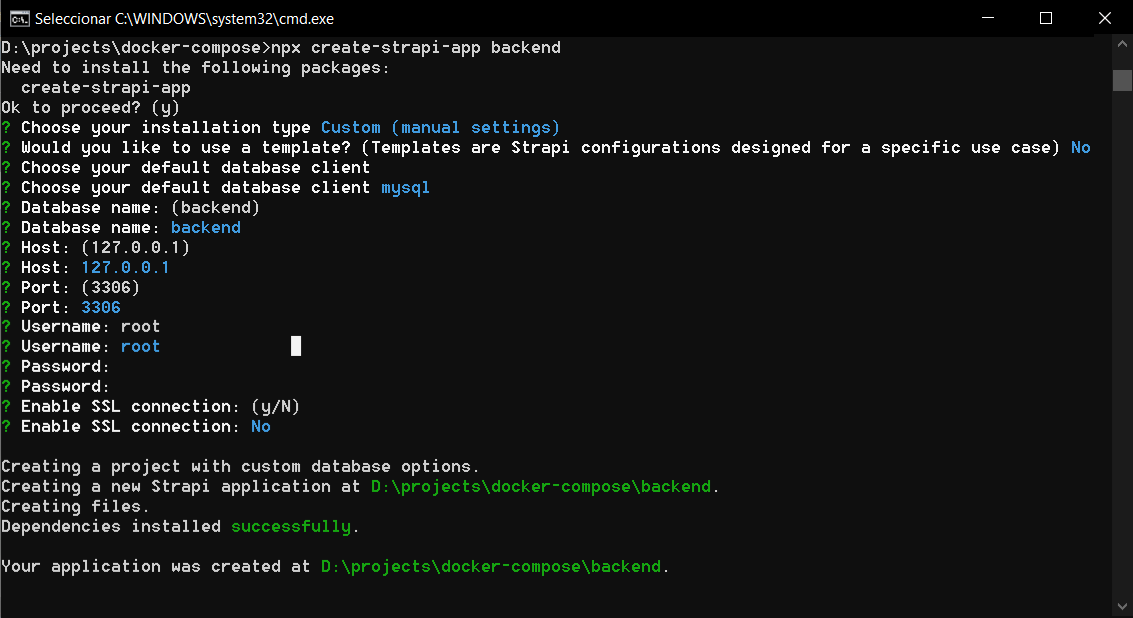 Seleccionar C:\WINDOWS\system32\cmd.exe
D:\projects\docker-compose>npx create-strapi-app backend
Need to install the following packages:
  create-strapi-app
Ok to proceed? (y)
? Choose your installation type Custom (manual settings)
? Would you like to use a template? (Templates are Strapi configurations designed for a specific use case) No
? Choose your default database client
? Choose your default database client mysql
? Database name: (backend)
? Database name: backend
? Host: (127.0.0.1)
? Host: 127.0.0.1
? Port: (3306)
? Port: 3306
? Username: root
? Username: root
? Password:
? Password:
? Enable SSL connection: (y/N)
? Enable SSL connection: No
Creating a project with custom database options.
Creating a new Strapi application at D:\projects\docker-compose\backend.
Creating files.
Dependencies installed successfully.
Your application was created at D:\projects\docker-compose\backend.